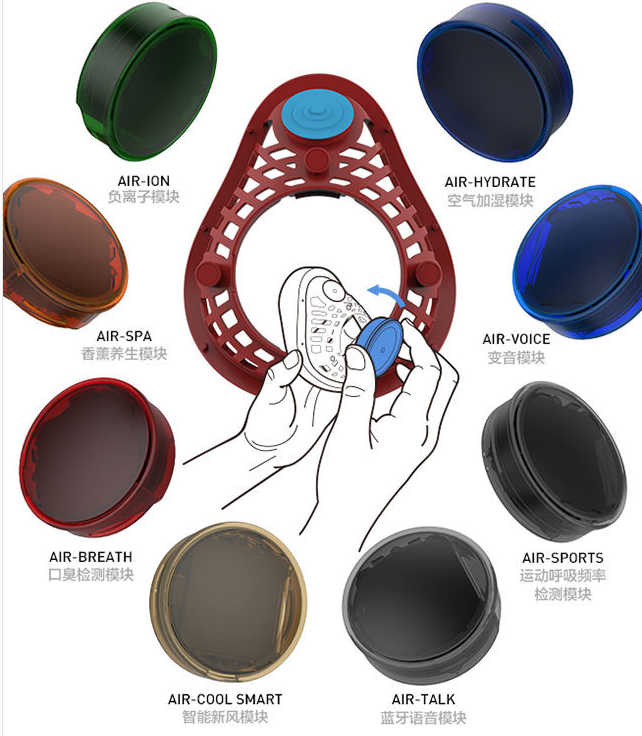 AIR-ION
负离子模块
AIR-HYDRATE
空气加湿模块
AIR-SPA
香薰养生模块
AIR-VOICE
变音模块
AIR-BREATH
口臭检测模块
AIR-SPORTS
运动呼吸频率
检测模块
AIR-COOL SMART
智能新风模块
AIR-TALK
蓝牙语音模块